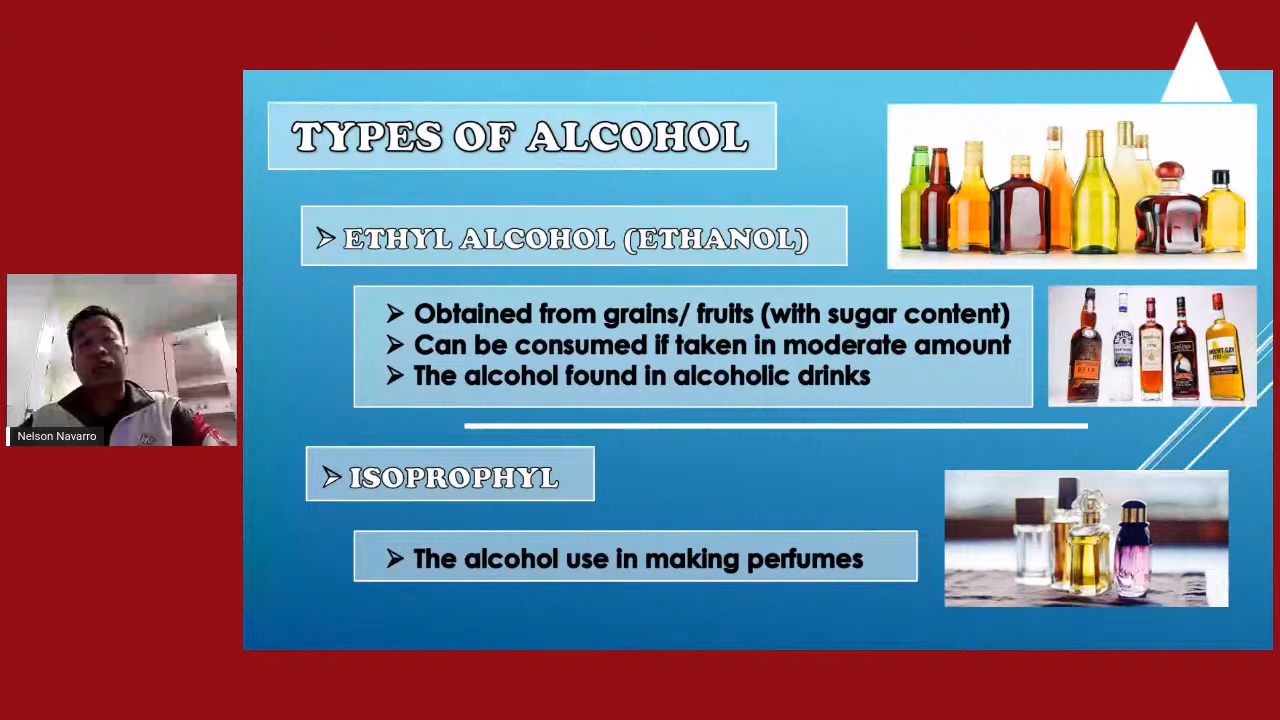 TYPES OF ALCOHOL
➢ ETHYL ALCOHOL (ETHANOL)
➢ Obtained from grains/ fruits (with sugar content)
➢ Can be consumed if taken in moderate amount
➢ The alcohol found in alcoholic drinks
➢ ISOPROPHYL
➢ The alcohol use in making perfumes
Nelson Navarro